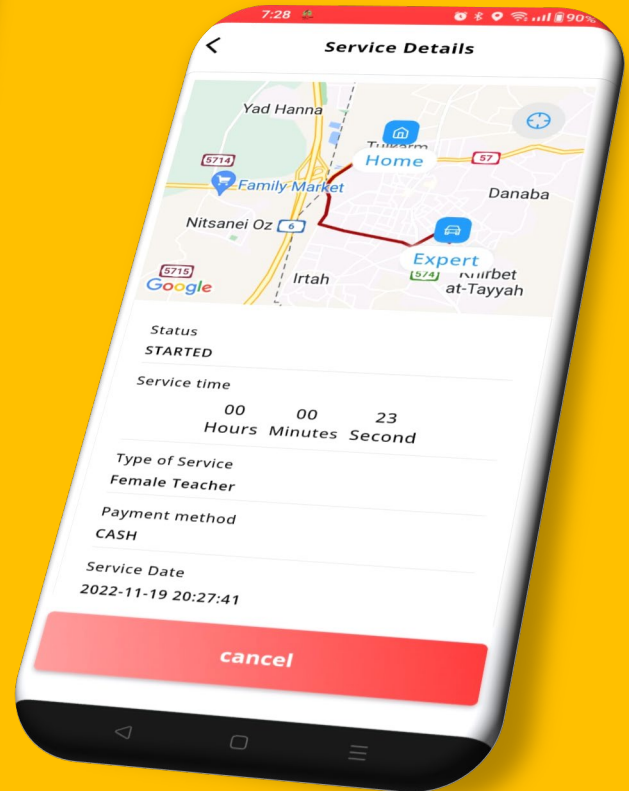 7:28
90%
Service Details
Yad Hanna
Tulkarm
Home
5714
57
Family Market
Danaba
Nitsanei Oz
6
Expert
5715
Google
Irtah
574
Khirbet
at-Tayyah
Status
STARTED
Service time
00 00 23
Hours Minutes Second
Type of Service
Female Teacher
Payment method
CASH
Service Date
2022-11-19 20:27:41
cancel